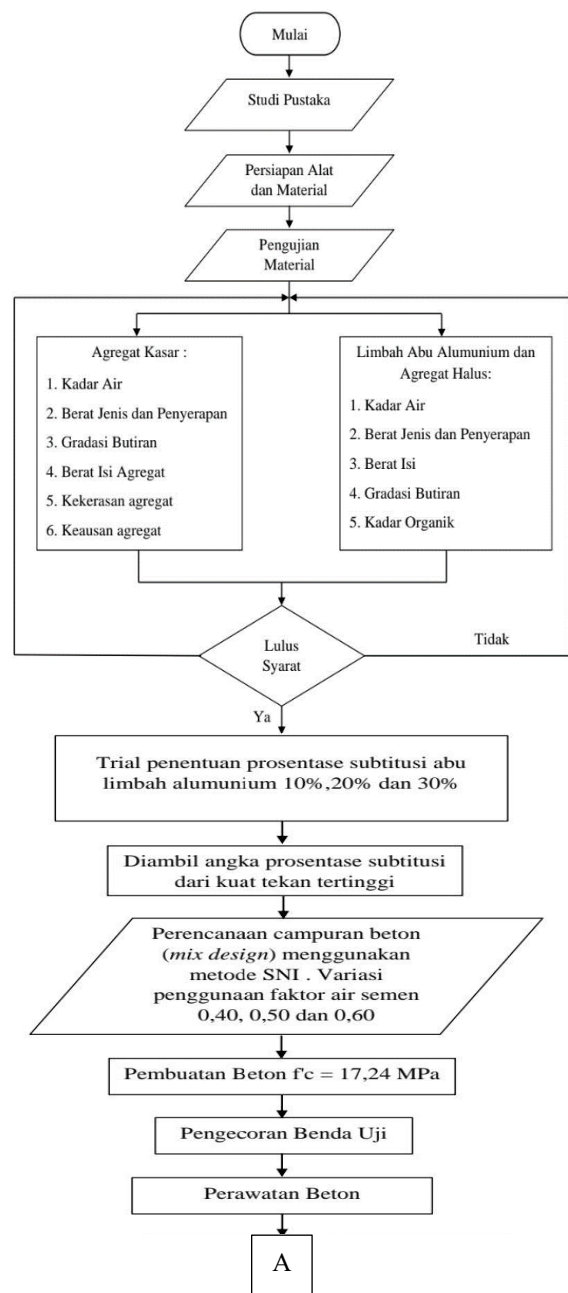 Mulai
Studi Pustaka
Persiapan Alat
dan Material
Pengujian
Material
Agregat Kasar :
1. Kadar Air
2. Berat Jenis dan Penyerapan
3. Gradasi Butiran
4. Berat Isi Agregat
5. Kekerasan agregat
6. Keausan agregat
Limbah Abu Alumunium dan
Agregat Halus:
1. Kadar Air
2. Berat Jenis dan Penyerapan
3. Berat Isi
4. Gradasi Butiran
5. Kadar Organik
Lulus
Syarat
Tidak
Ya
Trial penentuan prosentase subtitusi abu
limbah alumunium 10%,20% dan 30%
Diambil angka prosentase subtitusi
dari kuat tekan tertinggi
Perencanaan campuran beton
(mix design) menggunakan
metode SNI . Variasi
penggunaan faktor air semen
0,40, 0,50 dan 0,60
Pembuatan Beton f'c = 17,24 MPa
Pengecoran Benda Uji
Perawatan Beton
A